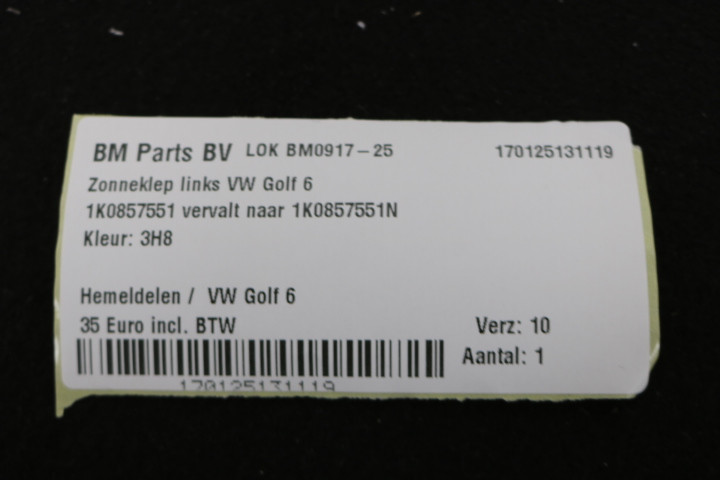 BM Parts BV LOK BM0917-25 170125131119
Zonneklep links VW Golf 6
1K0857551 vervalt naar 1K0857551N
Kleur: 3H8
Hemeldelen / VW Golf 6
35 Euro incl. BTW Verz: 10
Aantal: 1
170125131119